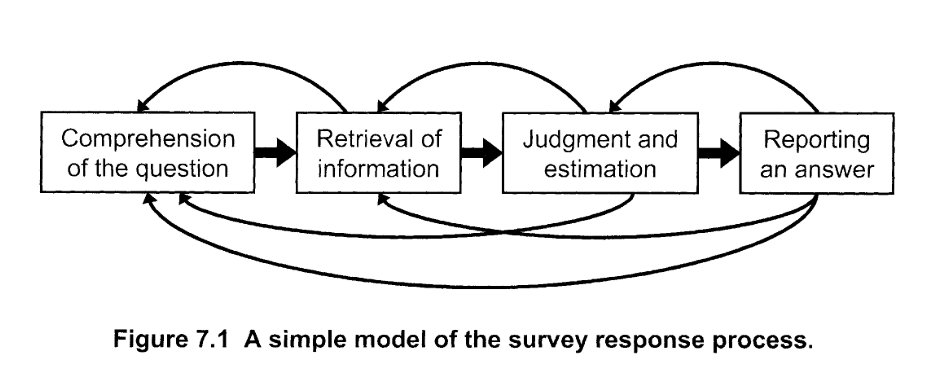 Comprehension
of the question
Retrieval of
information
Judgment and
estimation
Reporting
an answer
Figure 7.1 A simple model of the survey response process.